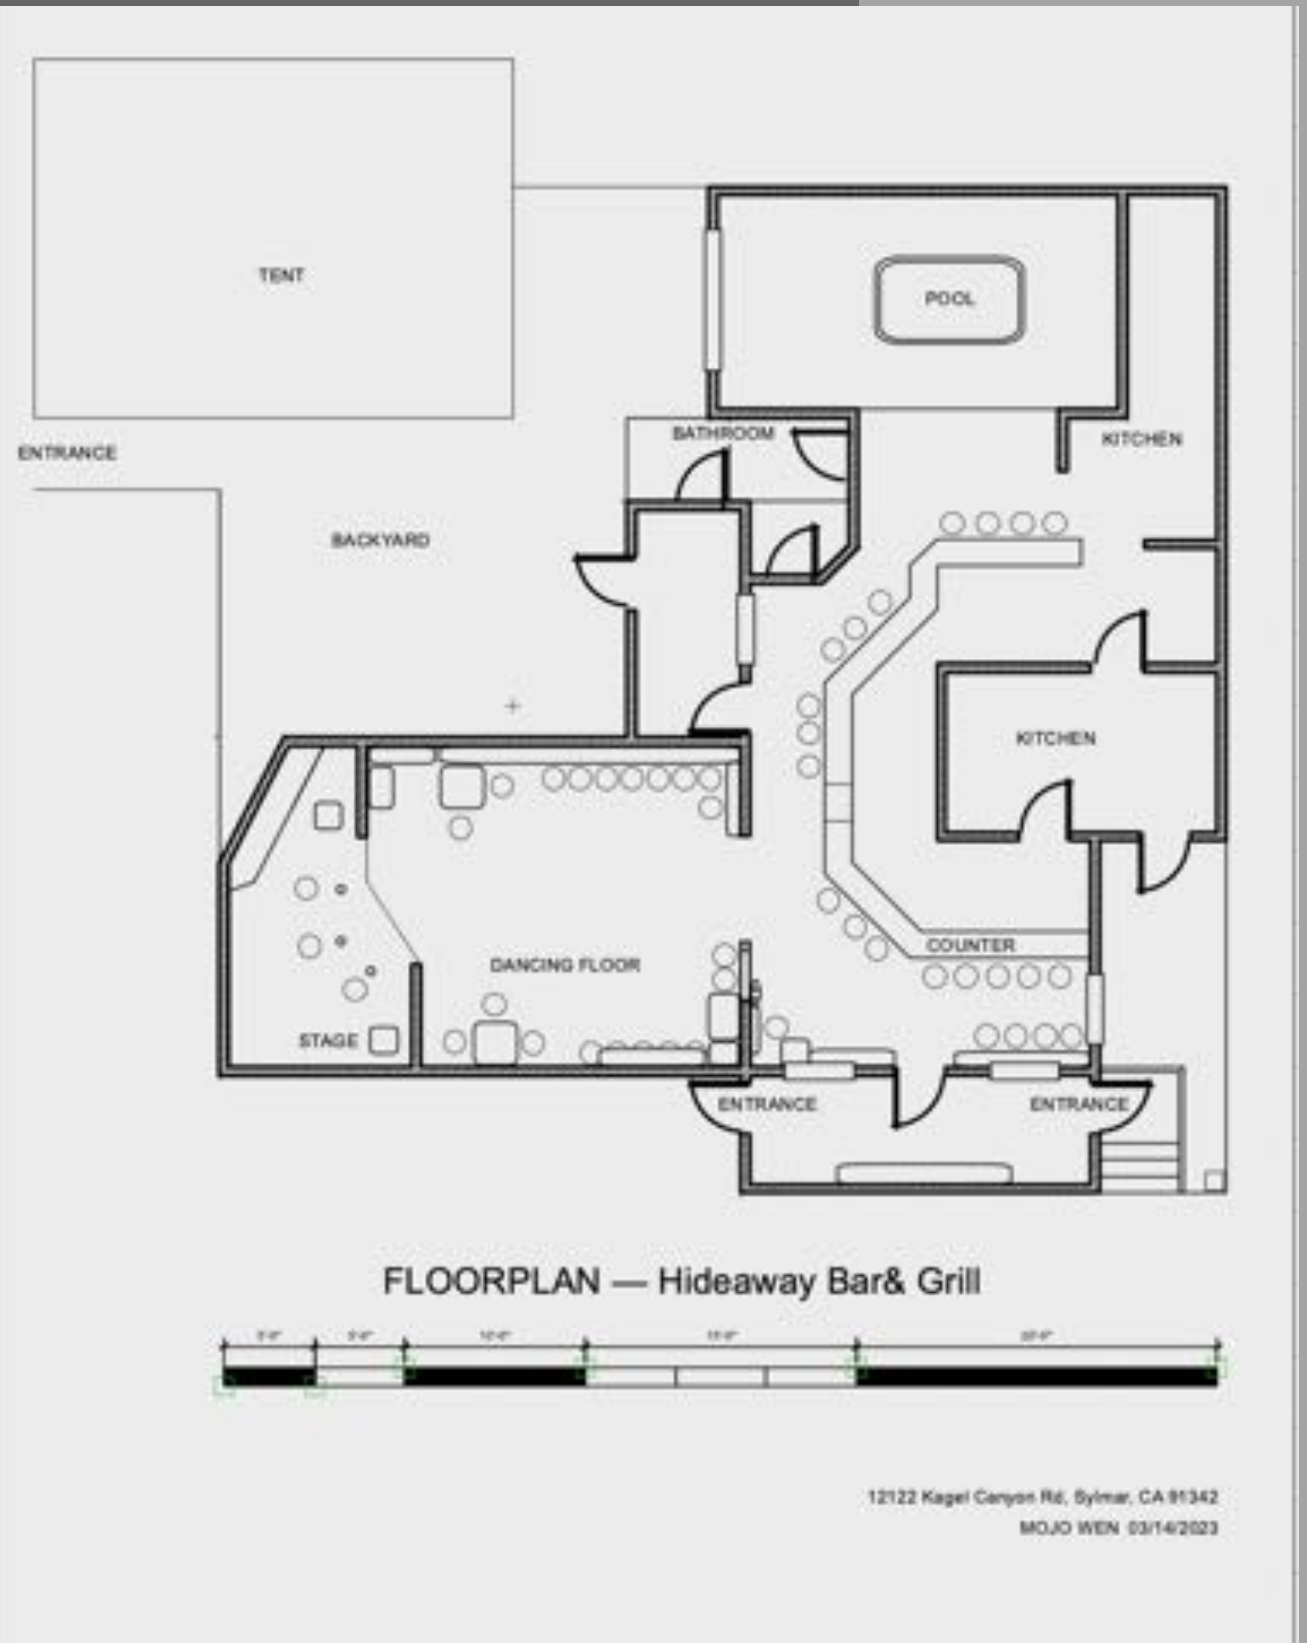 TENT
POOL
BATHROOM
KITCHEN
ENTRANCE
BACKYARD
KITCHEN
COUNTER
DANCING FLOOR
STAGE
ENTRANCE
ENTRANCE
FLOORPLAN — Hideaway Bar& Grill
12122 Kagel Canyon Rd, Sylmar, CA 91342
MOJO WEN 03/14/2023